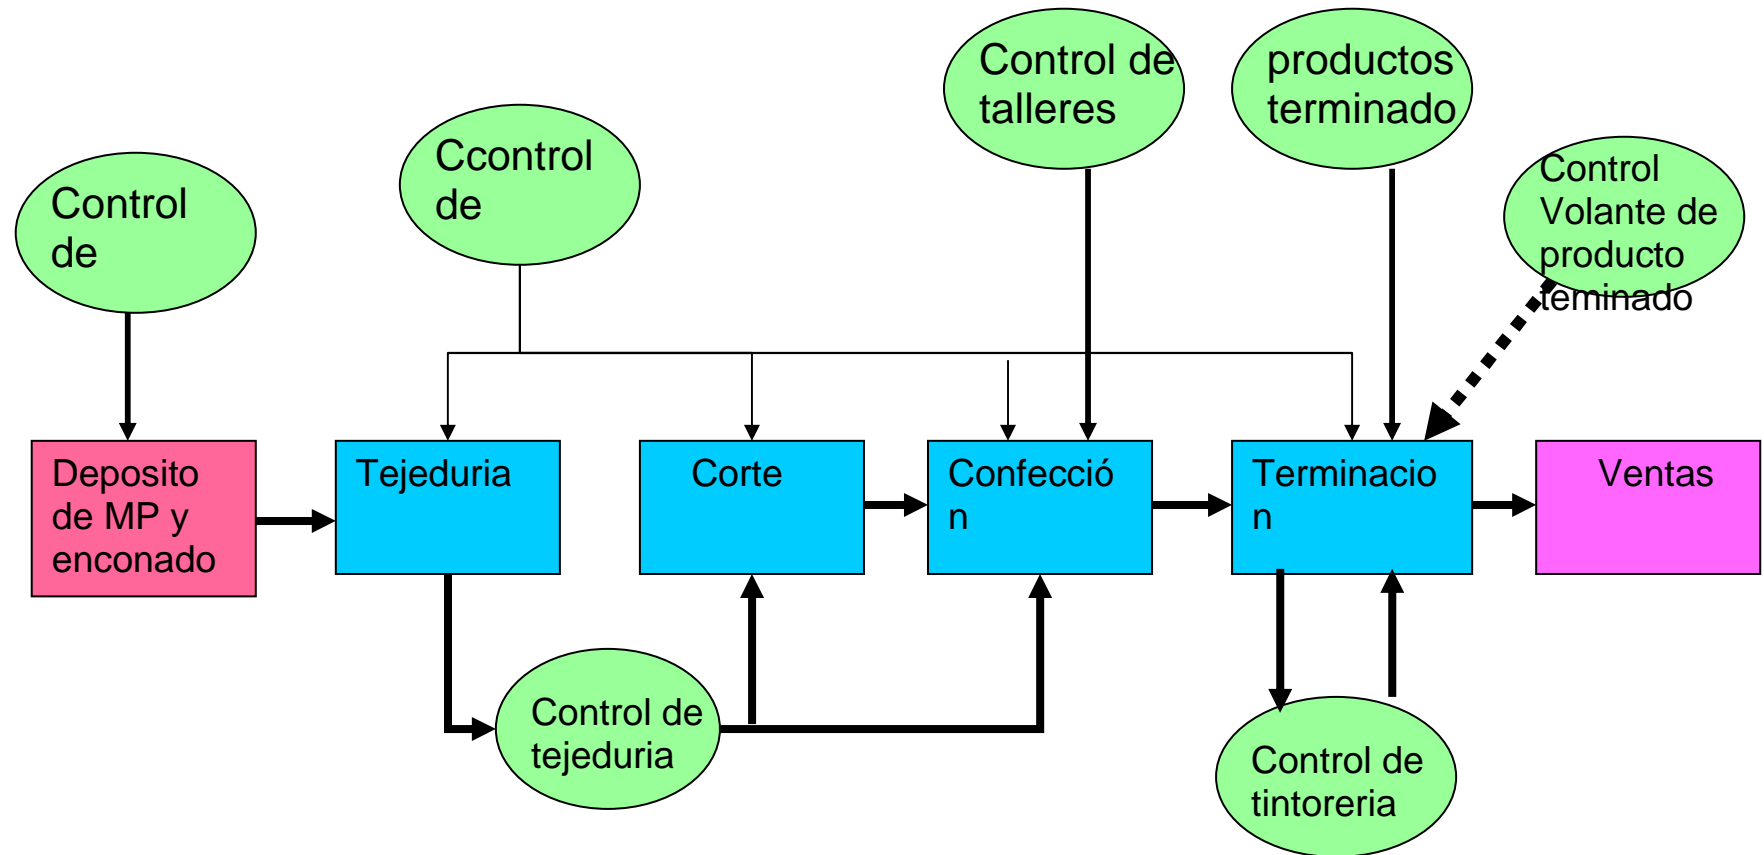 Control de
talleres
productos
terminado
Ccontrol
de
Control
Volante de
producto
teminado
Control
de
Deposito
de MP y
enconado
Tejeduria
Corte
Confecció
n
Terminacio
n
Ventas
Control de
tejeduria
Control de
tintoreria